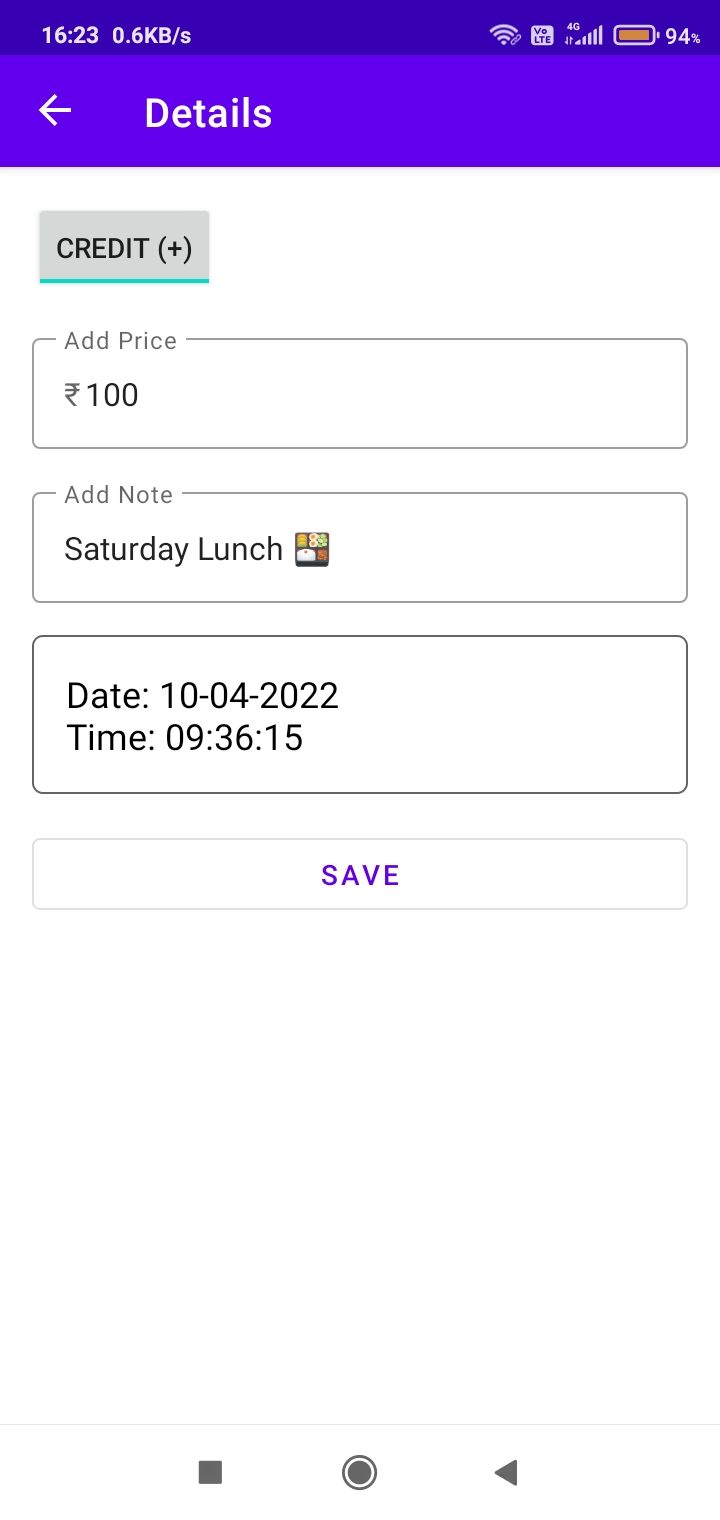 16:23 0.6KB/s Vo LTE 4G 94%
Details
CREDIT (+)
Add Price
₹100
Add Note
Saturday Lunch 🍱
Date: 10-04-2022
Time: 09:36:15
SAVE